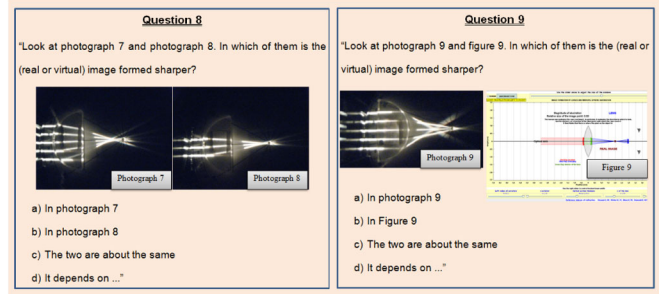 Question 8
"Look at photograph 7 and photograph 8. In which of them is the
(real or virtual) image formed sharper?
Photograph 7
Photograph 8
a) In photograph 7
b) In photograph 8
c) The two are about the same
d) It depends on ..."
Question 9
"Look at photograph 9 and figure 9. In which of them is the (real or
virtual) image formed sharper?
Photograph 9
Figure 9
a) In photograph 9
b) In Figure 9
c) The two are about the same
d) It depends on ..."